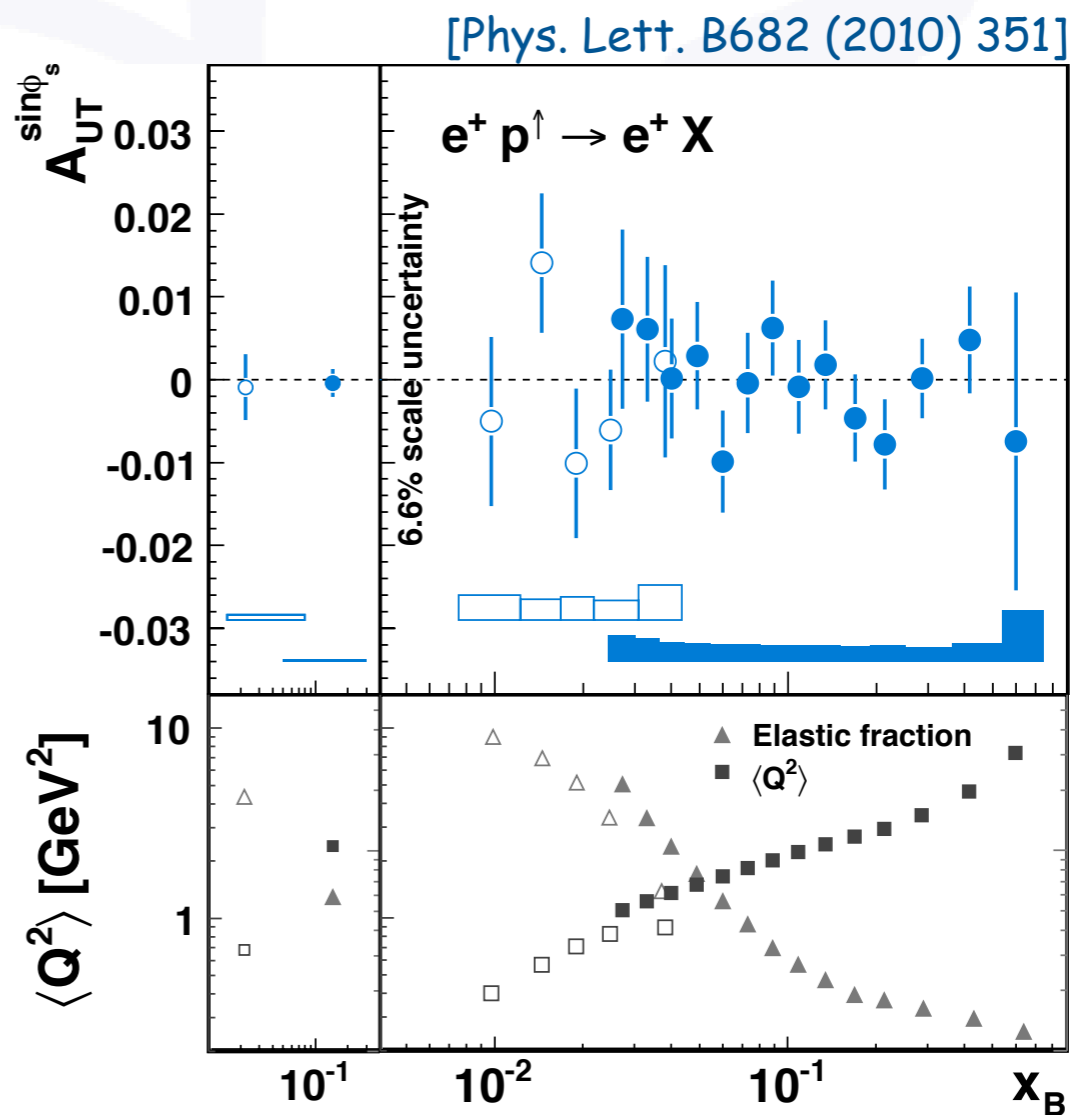 [Phys. Lett. B682 (2010) 351]
A_UT^sinϕ_s
e⁺ p↑ → e⁺ X
6.6% scale uncertainty
0.03
0.02
0.01
0
-0.01
-0.02
-0.03
⟨Q²⟩ [GeV²]
10
1
▲ Elastic fraction
■ ⟨Q²⟩
10⁻¹ 10⁻² 10⁻¹ x_B